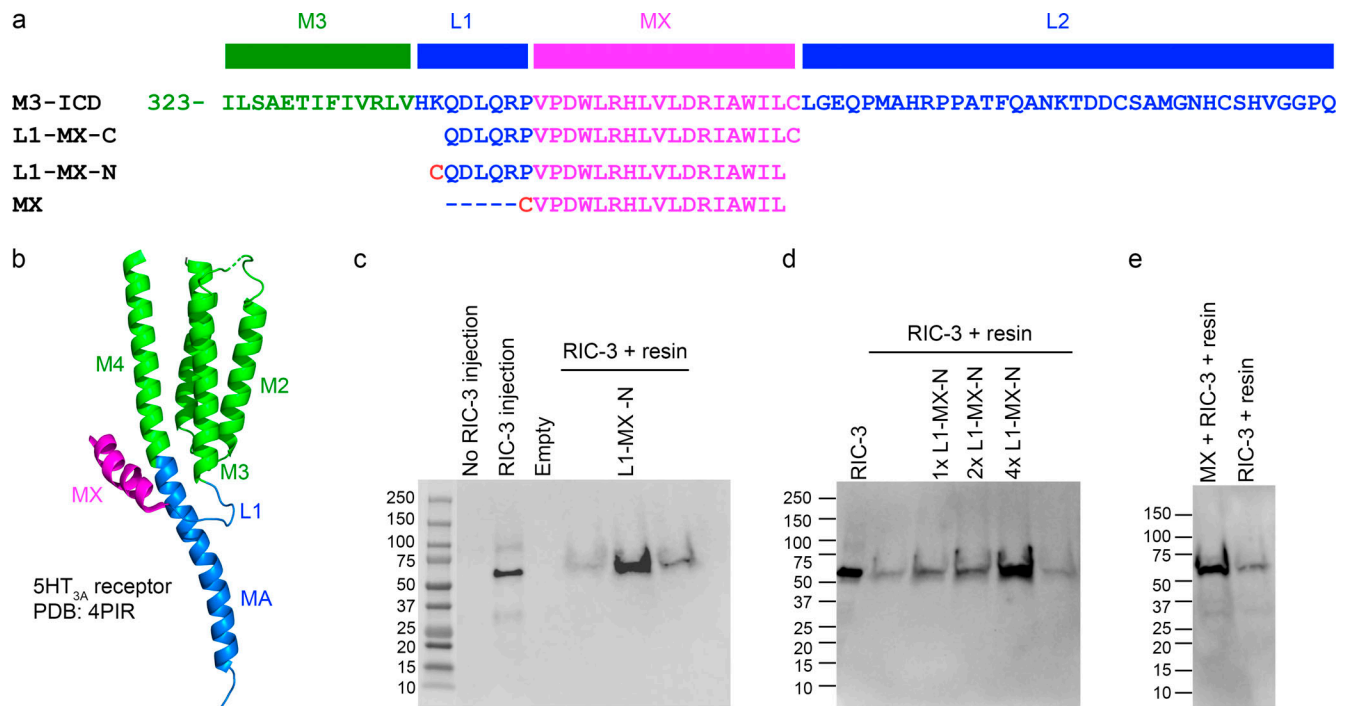 a
M3 L1 MX L2
M3-ICD 323- ILSAETIFIVRLVHKQDLQRPVPDWLRHLVLDRIAWILCLGEQPMAHRPPATFQANKTDDCSAMGNHCSHVGGPQ
L1-MX-C QDLQRPVPDWLRHLVLDRIAWILC
L1-MX-N CQDLQRPVPDWLRHLVLDRIAWIL
MX -----CVPDWLRHLVLDRIAWIL
b
M4
M2
M3
MX
L1
MA
5HT3A receptor
PDB: 4PIR
c
No RIC-3 injection
RIC-3 injection
Empty
RIC-3 + resin
L1-MX -N
250
150
100
75
50
37
25
20
15
10
d
RIC-3
RIC-3 + resin
1x L1-MX-N
2x L1-MX-N
4x L1-MX-N
250
150
100
75
50
37
25
20
15
10
e
MX + RIC-3 + resin
RIC-3 + resin
150
100
75
50
37
25
20
15
10